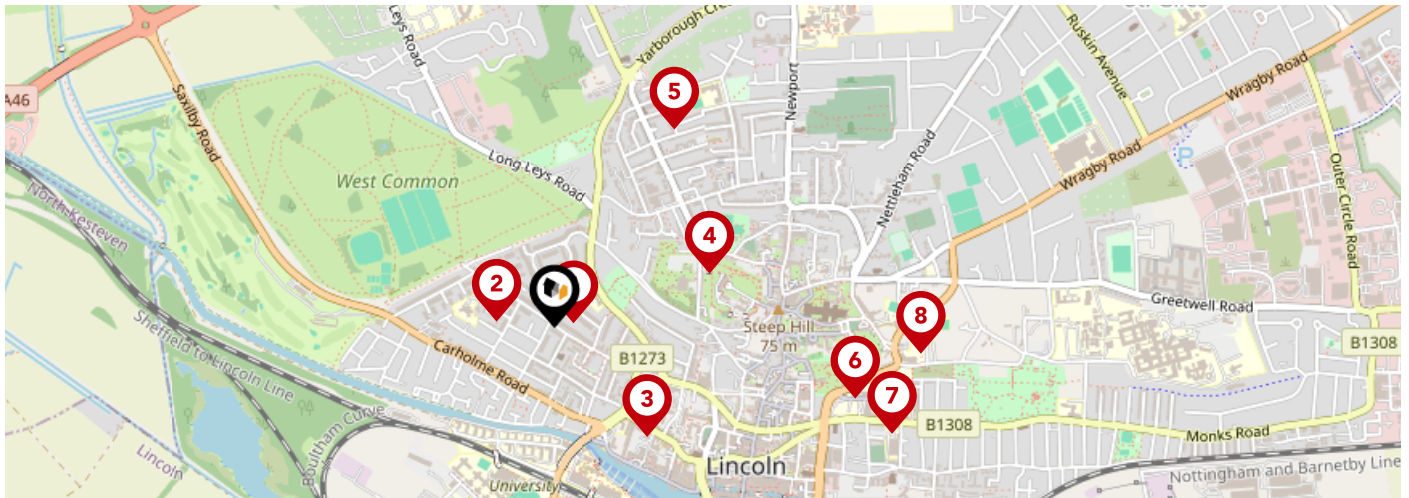 Leys Road
Yarborough Cre
Ruskin Avenue
Wragby Road
A46
Saxilby Road
5
Newport
Long Leys Road
Nettleham Road
Wragby Road
P
Outer Circle Road
West Common
North Kesteven
4
2
Greetwell Road
Steep Hill
75 m
8
Sheffield to Lincoln Line
B1273
B1308
Carholme Road
6
3
7
B1308
Monks Road
Boultham Curve
Lincoln
Lincoln
University
Nottingham and Barnetby Line